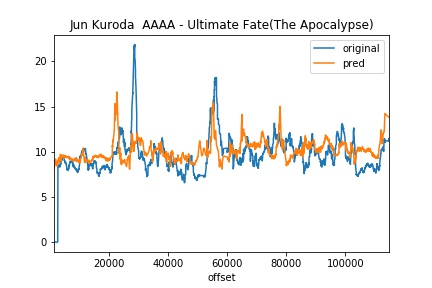 Jun Kuroda  AAAA - Ultimate Fate(The Apocalypse)
original
pred
20
15
10
5
0
20000 40000 60000 80000 100000
offset